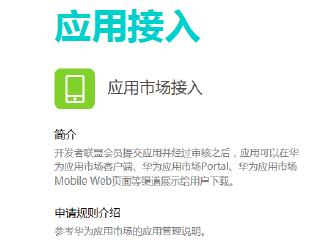 应用接入
应用市场接入
简介
开发者联盟会员提交应用并经过审核之后，应用可以在华
为应用市场客户端、华为应用市场Portal、华为应用市场
Mobile Web页面等渠道展示给用户下载。
申请规则介绍
参考华为应用市场的应用管理说明。